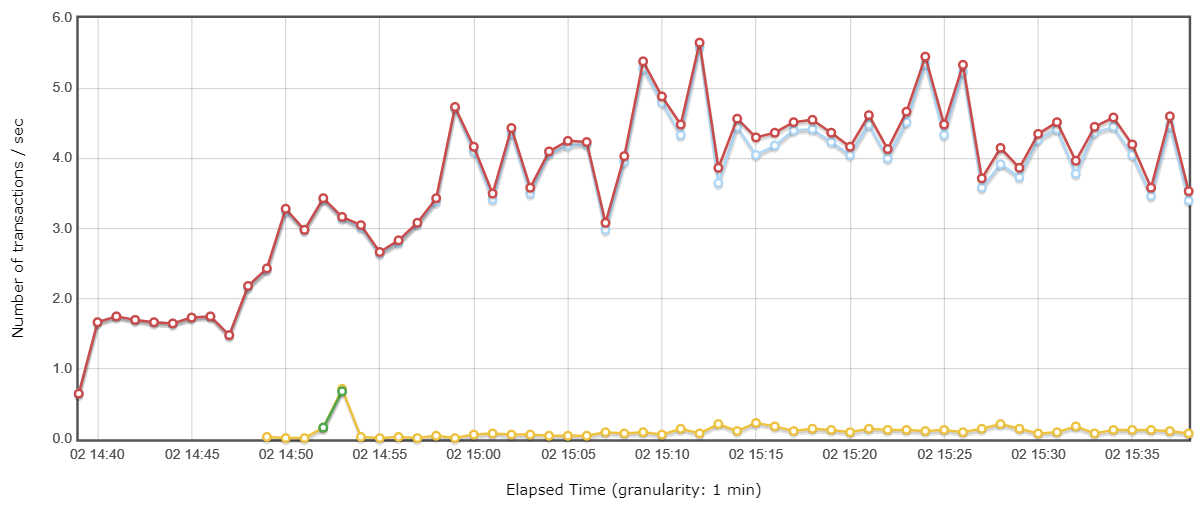 6.0
5.0
4.0
3.0
2.0
1.0
0.0
Number of transactions / sec
02 14:40 02 14:45 02 14:50 02 14:55 02 15:00 02 15:05 02 15:10 02 15:15 02 15:20 02 15:25 02 15:30 02 15:35
Elapsed Time (granularity: 1 min)